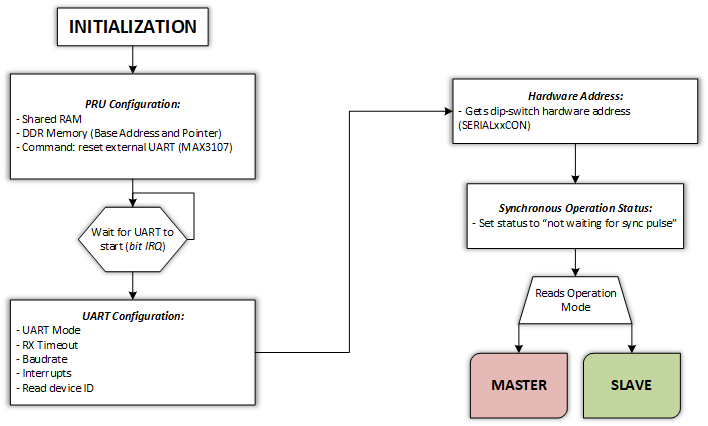 INITIALIZATION
PRU Configuration:
- Shared RAM
- DDR Memory (Base Address and Pointer)
- Command: reset external UART (MAX3107)
Wait for UART to
start (bit IRQ)
UART Configuration:
- UART Mode
- RX Timeout
- Baudrate
- Interrupts
- Read device ID
Hardware Address:
- Gets dip-switch hardware address
(SERIALxxCON)
Synchronous Operation Status:
- Set status to “not waiting for sync pulse”
Reads Operation
Mode
MASTER
SLAVE